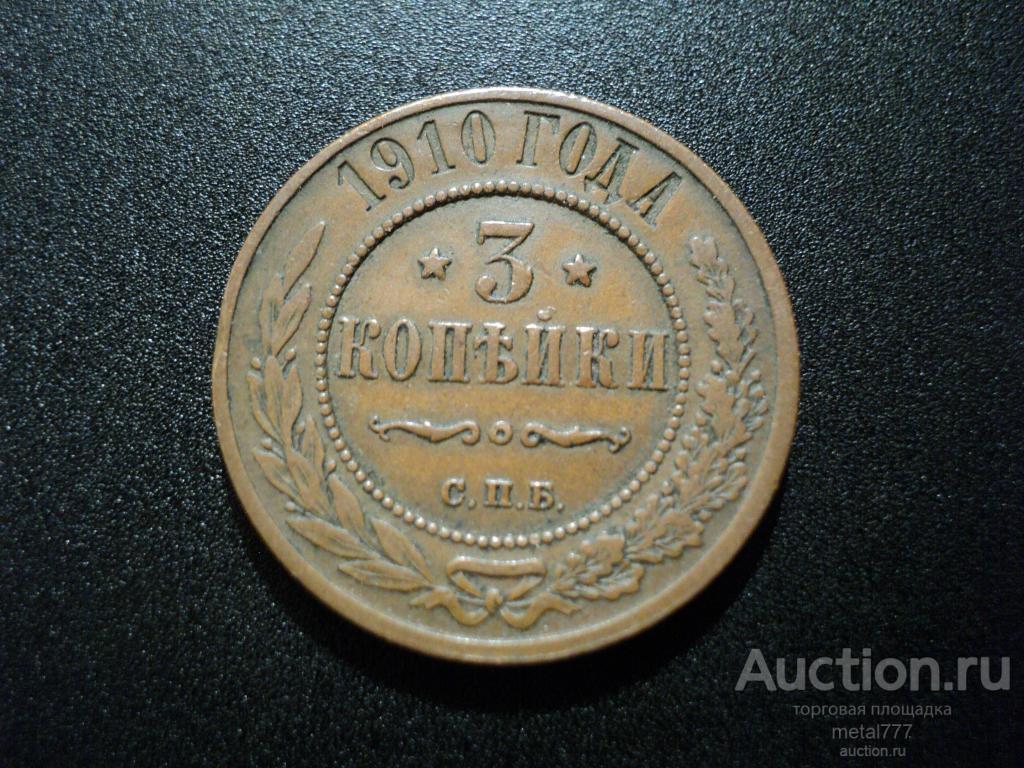 1910 ГОДА
3
КОПѢЙКИ
С.П.Б.
Auction.ru
торговая площадка
metal777
auction.ru